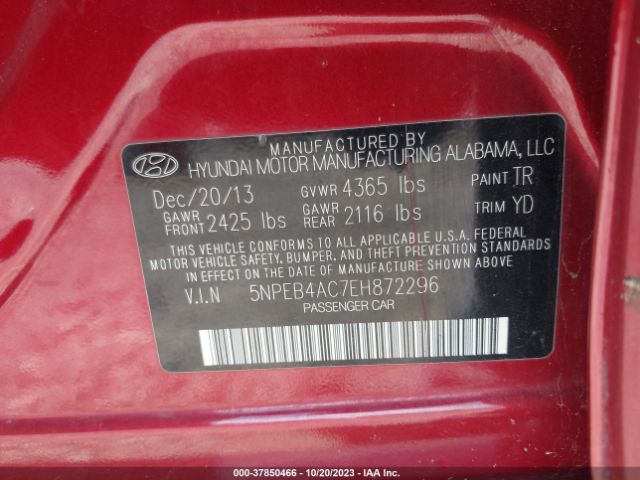 MANUFACTURED BY
HYUNDAI MOTOR MANUFACTURING ALABAMA, LLC
Dec/20/13 GVWR 4365 lbs PAINT TR
GAWR FRONT 2425 lbs GAWR REAR 2116 lbs TRIM YD
THIS VEHICLE CONFORMS TO ALL APPLICABLE U.S.A. FEDERAL
MOTOR VEHICLE SAFETY, BUMPER, AND THEFT PREVENTION
STANDARDS IN EFFECT ON THE DATE OF MANUFACTURE SHOWN ABOVE
V.I.N 5NPEB4AC7EH872296
PASSENGER CAR
000-37850466 - 10/20/2023 - IAA Inc.